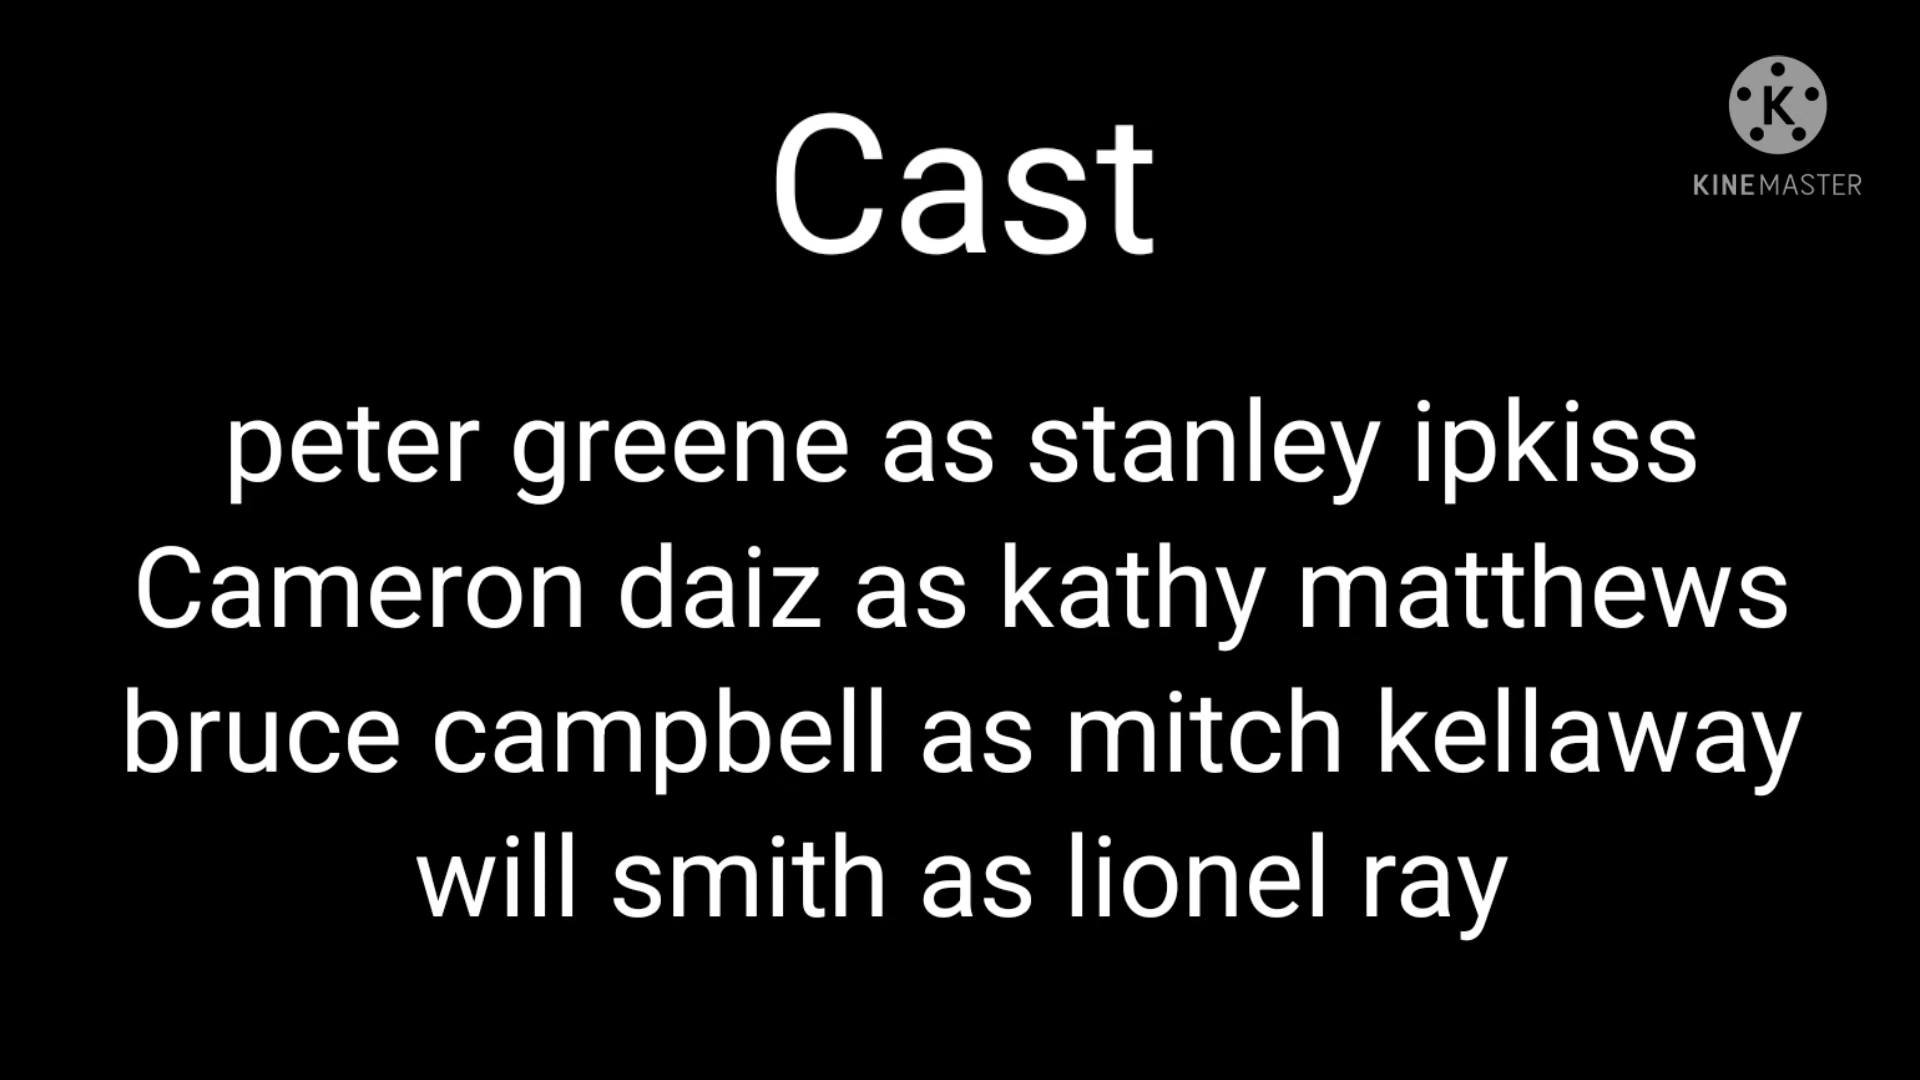 Cast
K
KINEMASTER
peter greene as stanley ipkiss
Cameron daiz as kathy matthews
bruce campbell as mitch kellaway
will smith as lionel ray